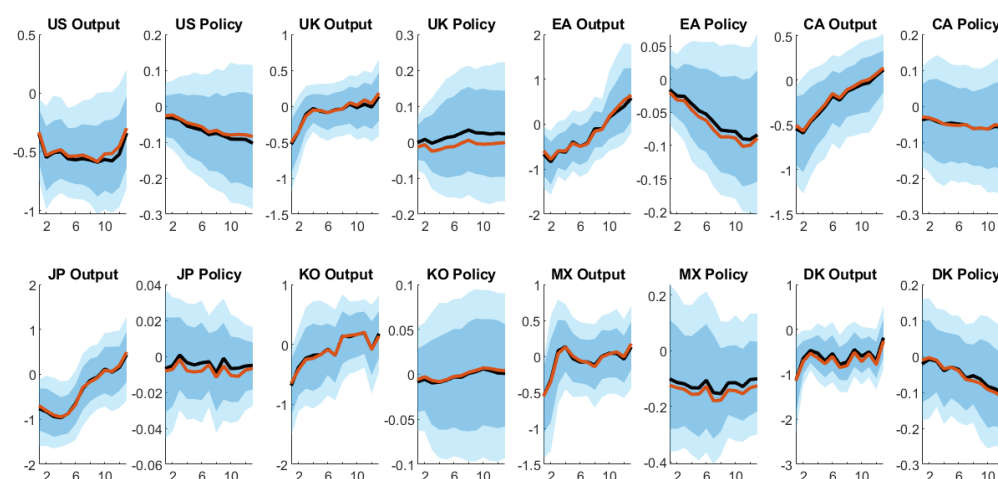 US Output US Policy UK Output UK Policy EA Output EA Policy CA Output CA Policy
0.5 0.2 1 0.3 2 0.05 0.5 0.2
0.1 0.5 0.2 1 0 0 0.1
0 0 0 0.1 0 -0.05 -0.5 0
-0.5 -0.1 -0.5 0 -1 -0.1 -1 -0.1
-0.2 -1 -0.1 -0.15 -0.2
-1 -0.3 -1.5 -0.2 -2 -0.2 -1.5 -0.3
2 6 10 2 6 10 2 6 10 2 6 10 2 6 10 2 6 10 2 6 10 2 6 10
JP Output JP Policy KO Output KO Policy MX Output MX Policy DK Output DK Policy
2 0.04 1 0.1 1 0.2 1 0.2
1 0.02 0.5 0.05 0.5 0 0 0.1
0 0 0 0 0 -0.2 -1 0
-1 -0.02 -0.5 -0.05 -0.5 -2 -0.1
-0.04 -1 -1 -0.2
-2 -0.06 -2 -0.1 -1.5 -0.4 -3 -0.3
2 6 10 2 6 10 2 6 10 2 6 10 2 6 10 2 6 10 2 6 10 2 6 10